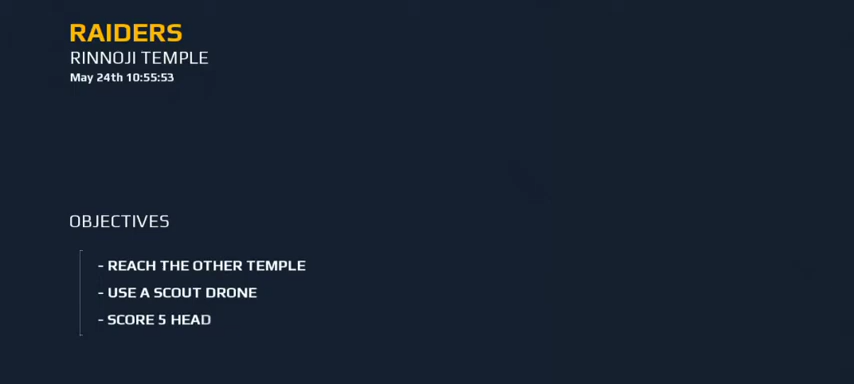 RAIDERS
RINNOJI TEMPLE
May 24th 10:55:53
OBJECTIVES
- REACH THE OTHER TEMPLE
- USE A SCOUT DRONE
- SCORE 5 HEAD